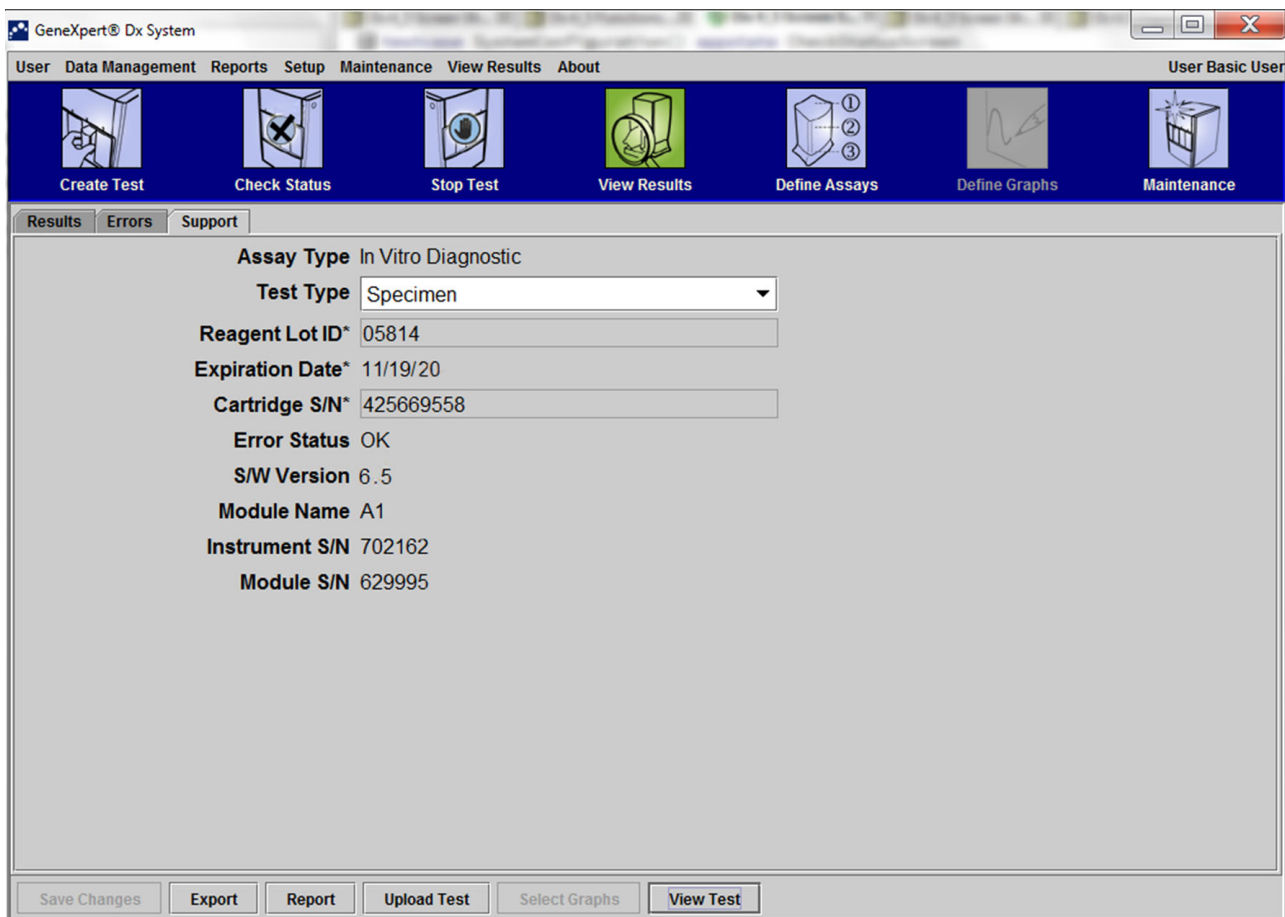 GeneXpert® Dx System
User Data Management Reports Setup Maintenance View Results About User Basic User
① 
②
③
Create Test Check Status Stop Test View Results Define Assays Define Graphs Maintenance
Results Errors Support
Assay Type In Vitro Diagnostic
Test Type Specimen
Reagent Lot ID* 05814
Expiration Date* 11/19/20
Cartridge S/N* 425669558
Error Status OK
S/W Version 6.5
Module Name A1
Instrument S/N 702162
Module S/N 629995
Save Changes Export Report Upload Test Select Graphs View Test